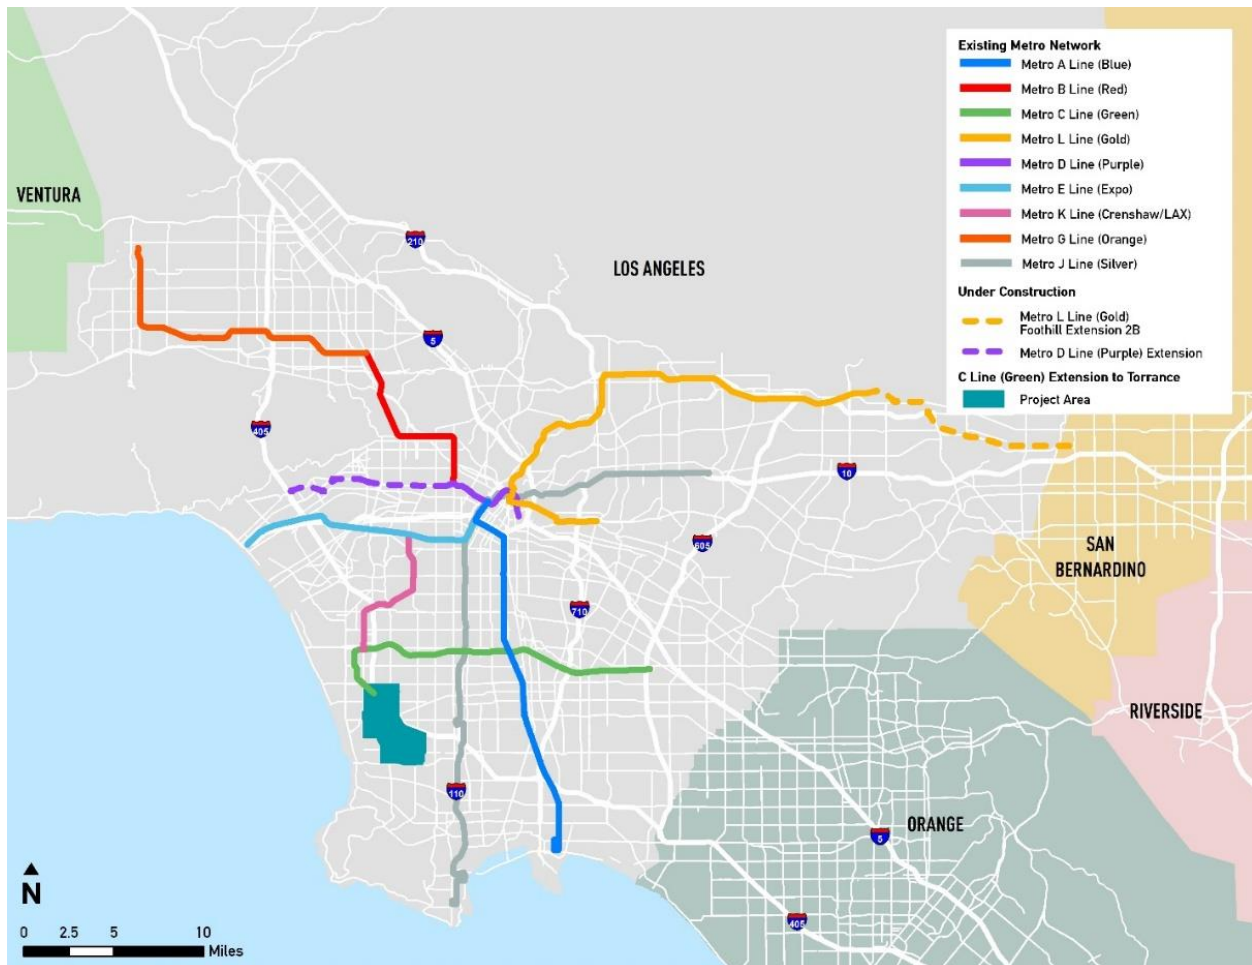 Existing Metro Network
Metro A Line (Blue)
Metro B Line (Red)
Metro C Line (Green)
Metro L Line (Gold)
Metro D Line (Purple)
Metro E Line (Expo)
Metro K Line (Crenshaw/LAX)
Metro G Line (Orange)
Metro J Line (Silver)
Under Construction
Metro L Line (Gold)
Foothill Extension 2B
Metro D Line (Purple) Extension
C Line (Green) Extension to Torrance
Project Area
VENTURA
210
LOS ANGELES
5
405
10
605
SAN
BERNARDINO
710
RIVERSIDE
110
ORANGE
5
405
N
0 2.5 5 10
Miles